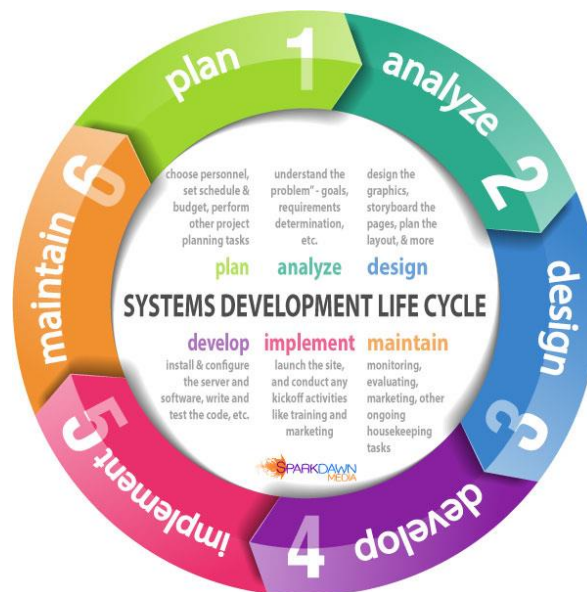 plan 1
analyze 2
design 3
develop 4
implement 5
maintain 6
choose personnel,
set schedule &
budget, perform
other project
planning tasks
plan
understand the
problem" - goals,
requirements
determination,
etc.
analyze
design the
graphics,
storyboard the
pages, plan the
layout, & more
design
SYSTEMS DEVELOPMENT LIFE CYCLE
develop
install & configure
the server and
software, write and
test the code, etc.
implement
launch the site,
and conduct any
kickoff activities
like training and
marketing
maintain
monitoring,
evaluating,
marketing, other
ongoing
housekeeping
tasks
SPARKDAWN
MEDIA